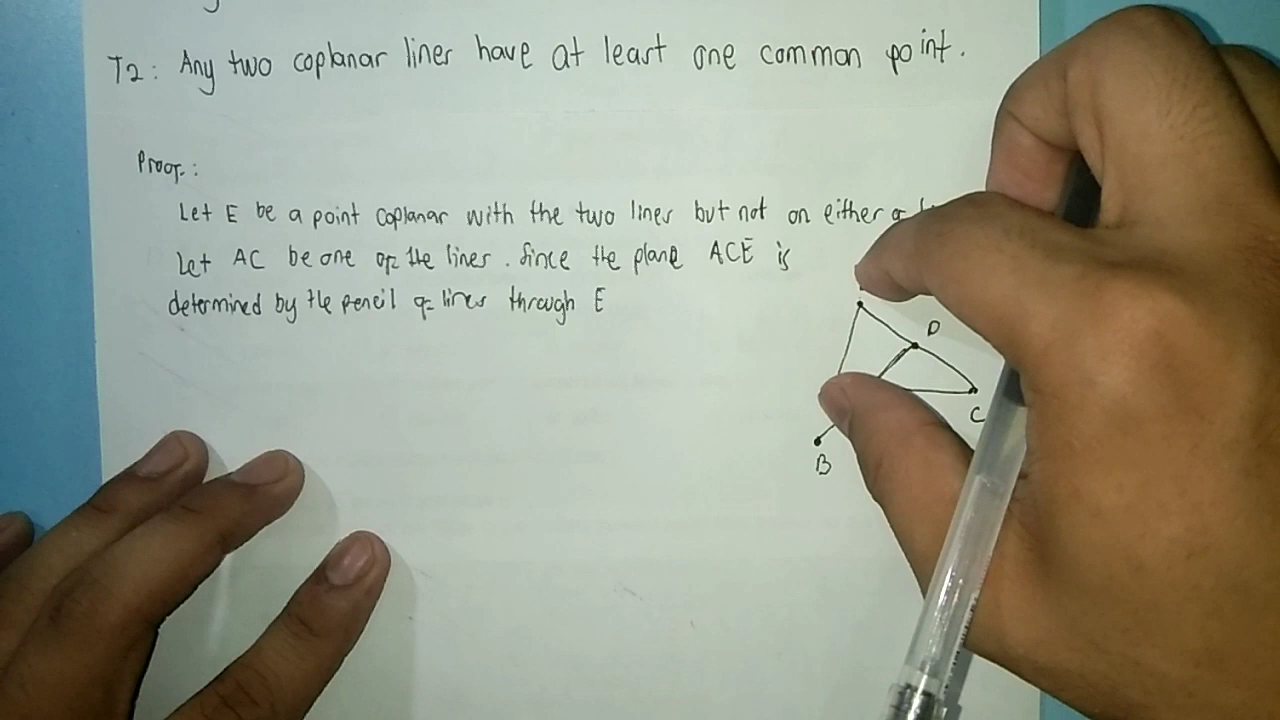 T2: Any two coplanar lines have at least one common point.
Proof:
Let E be a point coplanar with the two lines but not on either of
Let AC be one of the lines. Since the plane ACE is
determined by the pencil of lines through E
D
C
B